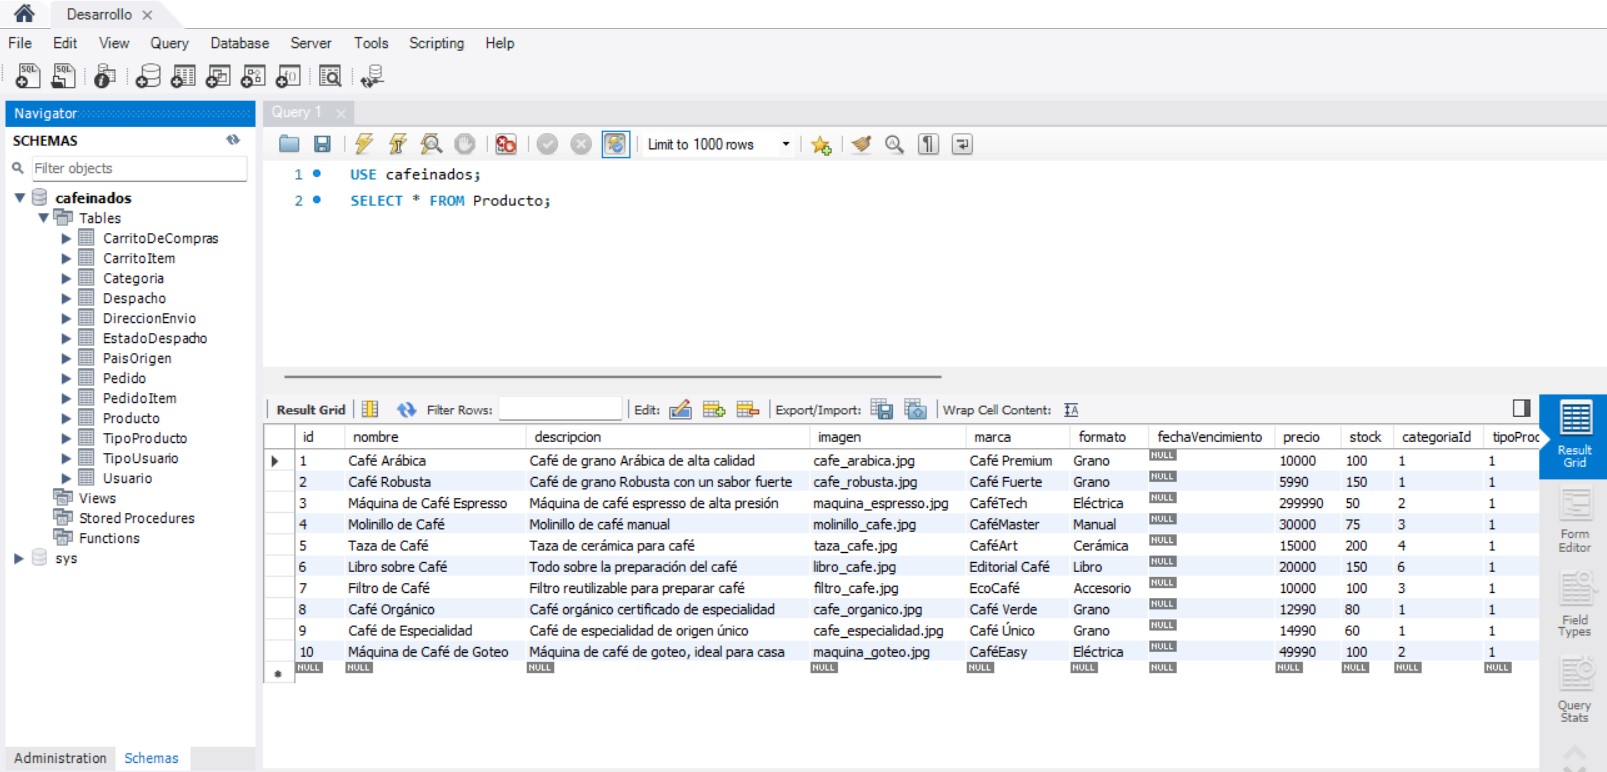 Desarrollo
File Edit View Query Database Server Tools Scripting Help
Navigator
SCHEMAS
Filter objects
cafeinados
Tables
CarritoDeCompras
CarritoItem
Categoria
Despacho
DireccionEnvio
EstadoDespacho
PaisOrigen
Pedido
PedidoItem
Producto
TipoProducto
TipoUsuario
Usuario
Views
Stored Procedures
Functions
sys
Administration Schemas
Query 1
Limit to 1000 rows
1 USE cafeinados;
2 SELECT * FROM Producto;
Result Grid Filter Rows: Edit: Export/Import: Wrap Cell Content:
id nombre descripcion imagen marca formato fechaVencimiento precio stock categoriaId tipoProc
1 Café Arábica Café de grano Arábica de alta calidad cafe_arabica.jpg Café Premium Grano NULL 10000 100 1 1
2 Café Robusta Café de grano Robusta con un sabor fuerte cafe_robusta.jpg Café Fuerte Grano NULL 5990 150 1 1
3 Máquina de Café Espresso Máquina de café espresso de alta presión maquina_espresso.jpg CaféTech Eléctrica NULL 299990 50 2 1
4 Molinillo de Café Molinillo de café manual molinillo_cafe.jpg CaféMaster Manual NULL 30000 75 3 1
5 Taza de Café Taza de cerámica para café taza_cafe.jpg CaféArt Cerámica NULL 15000 200 4 1
6 Libro sobre Café Todo sobre la preparación del café libro_cafe.jpg Editorial Café Libro NULL 20000 150 6 1
7 Filtro de Café Filtro reutilizable para preparar café filtro_cafe.jpg EcoCafé Accesorio NULL 10000 100 3 1
8 Café Orgánico Café orgánico certificado de especialidad cafe_organico.jpg Café Verde Grano NULL 12990 80 1 1
9 Café de Especialidad Café de especialidad de origen único cafe_especialidad.jpg Café Único Grano NULL 14990 60 1 1
10 Máquina de Café de Goteo Máquina de café de goteo, ideal para casa maquina_goteo.jpg CaféEasy Eléctrica NULL 49990 100 2 1
NULL NULL NULL NULL NULL NULL NULL NULL NULL NULL NULL
Result
Grid
Form
Editor
Field
Types
Query
Stats